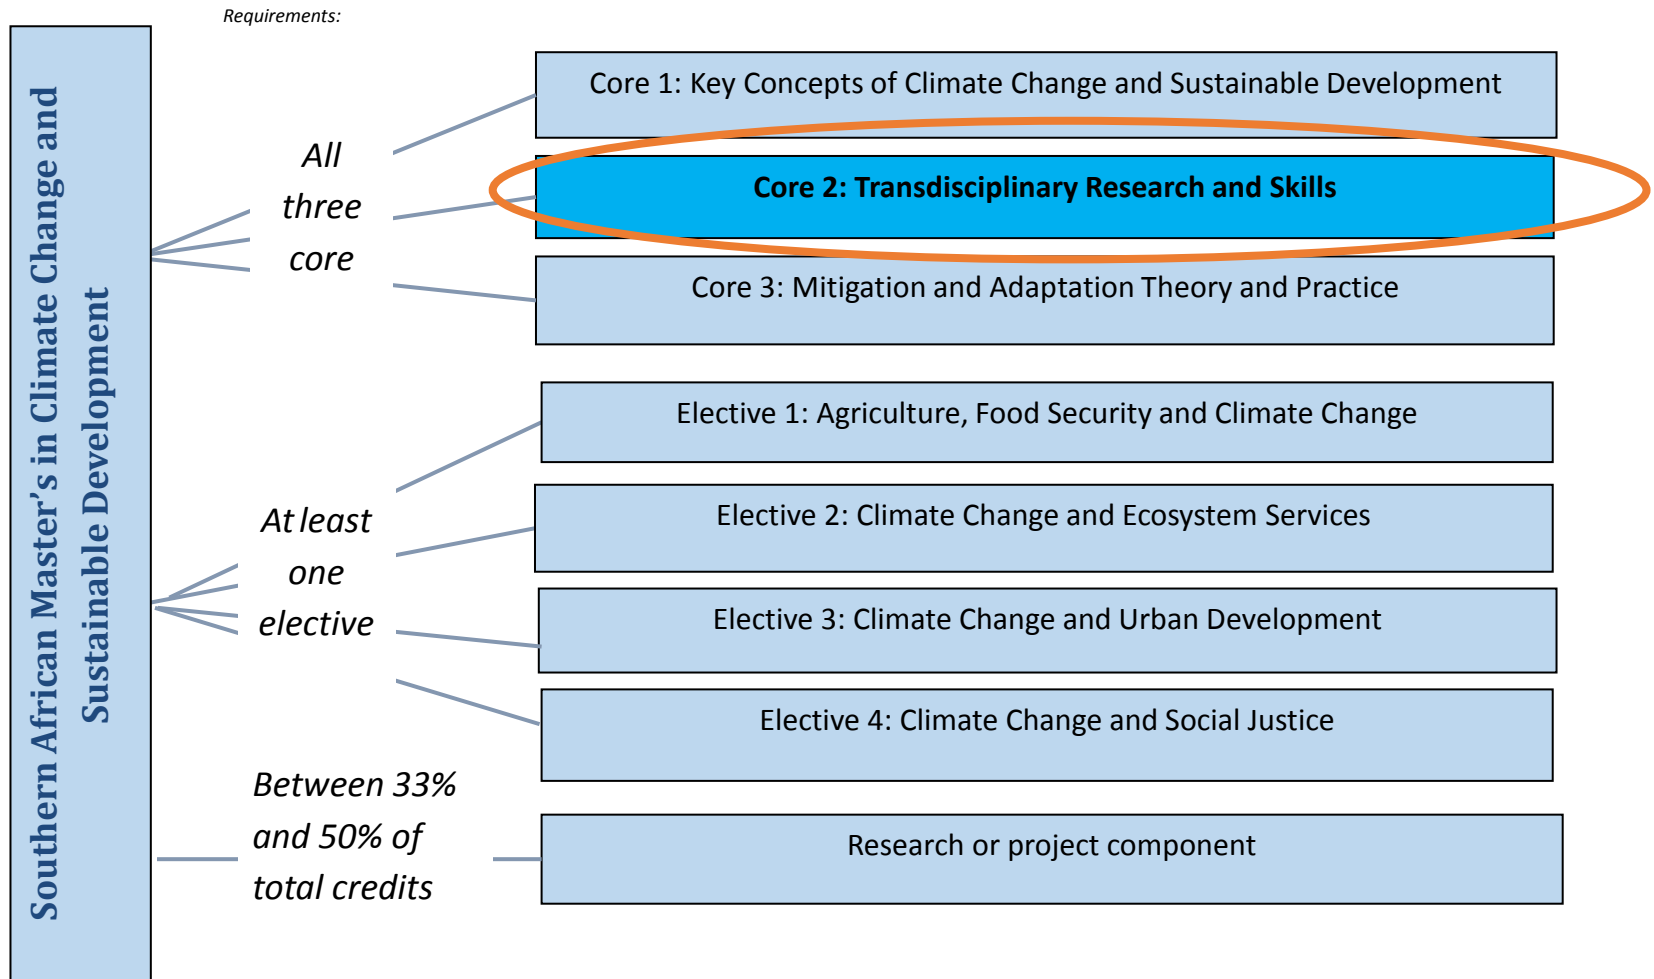 Requirements:
Southern African Master's in Climate Change and
Sustainable Development
All
three
core
Core 1: Key Concepts of Climate Change and Sustainable Development
Core 2: Transdisciplinary Research and Skills
Core 3: Mitigation and Adaptation Theory and Practice
At least
one
elective
Elective 1: Agriculture, Food Security and Climate Change
Elective 2: Climate Change and Ecosystem Services
Elective 3: Climate Change and Urban Development
Elective 4: Climate Change and Social Justice
Between 33%
and 50% of
total credits
Research or project component